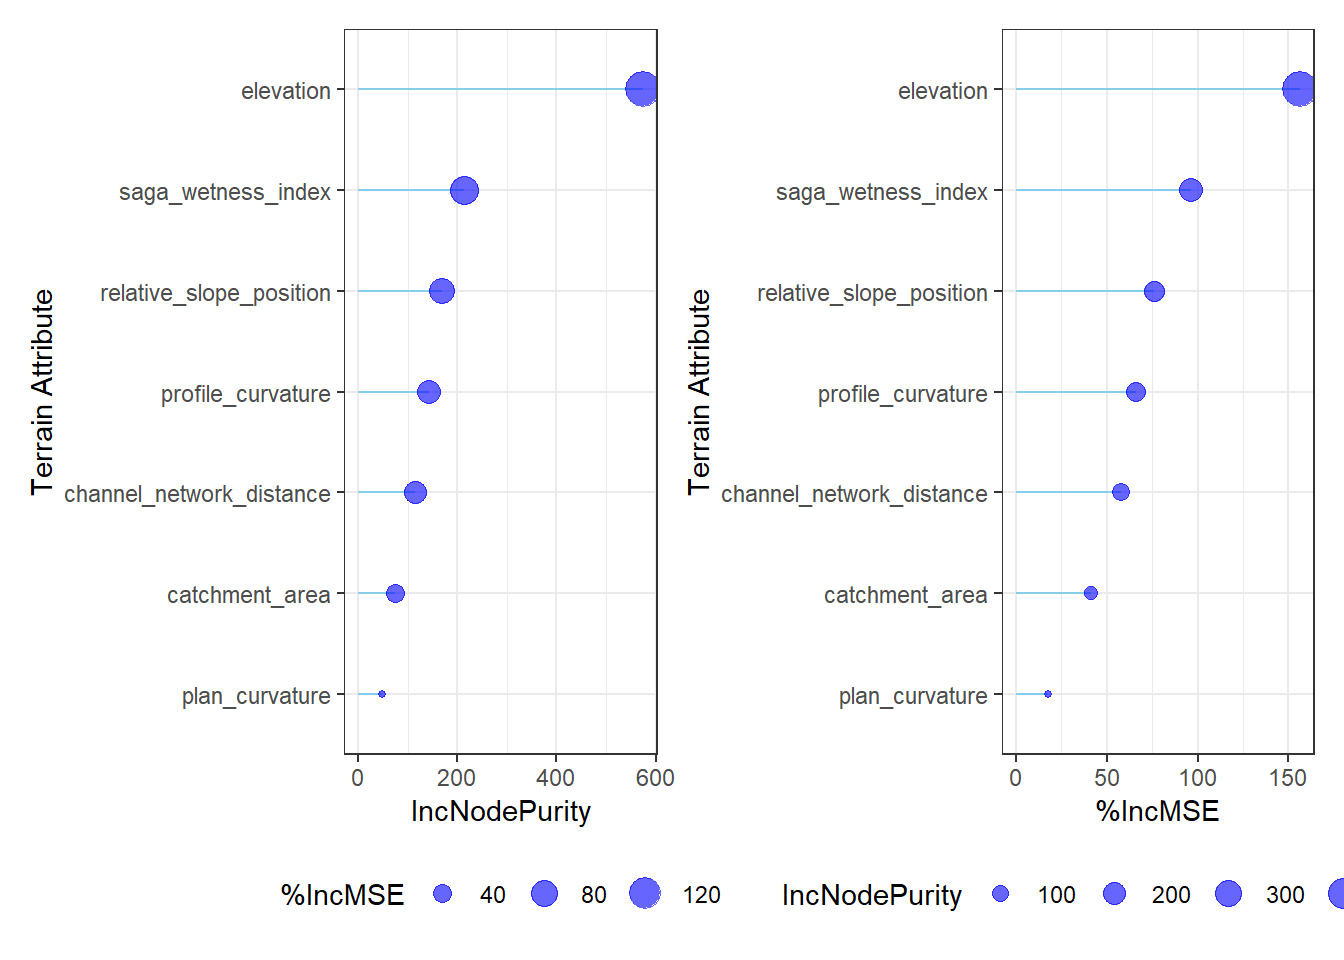 elevation
saga_wetness_index
relative_slope_position
profile_curvature
channel_network_distance
catchment_area
plan_curvature
Terrain Attribute
0 200 400 600
IncNodePurity
elevation
saga_wetness_index
relative_slope_position
profile_curvature
channel_network_distance
catchment_area
plan_curvature
Terrain Attribute
0 50 100 150
%IncMSE
%IncMSE 40 80 120
IncNodePurity 100 200 300